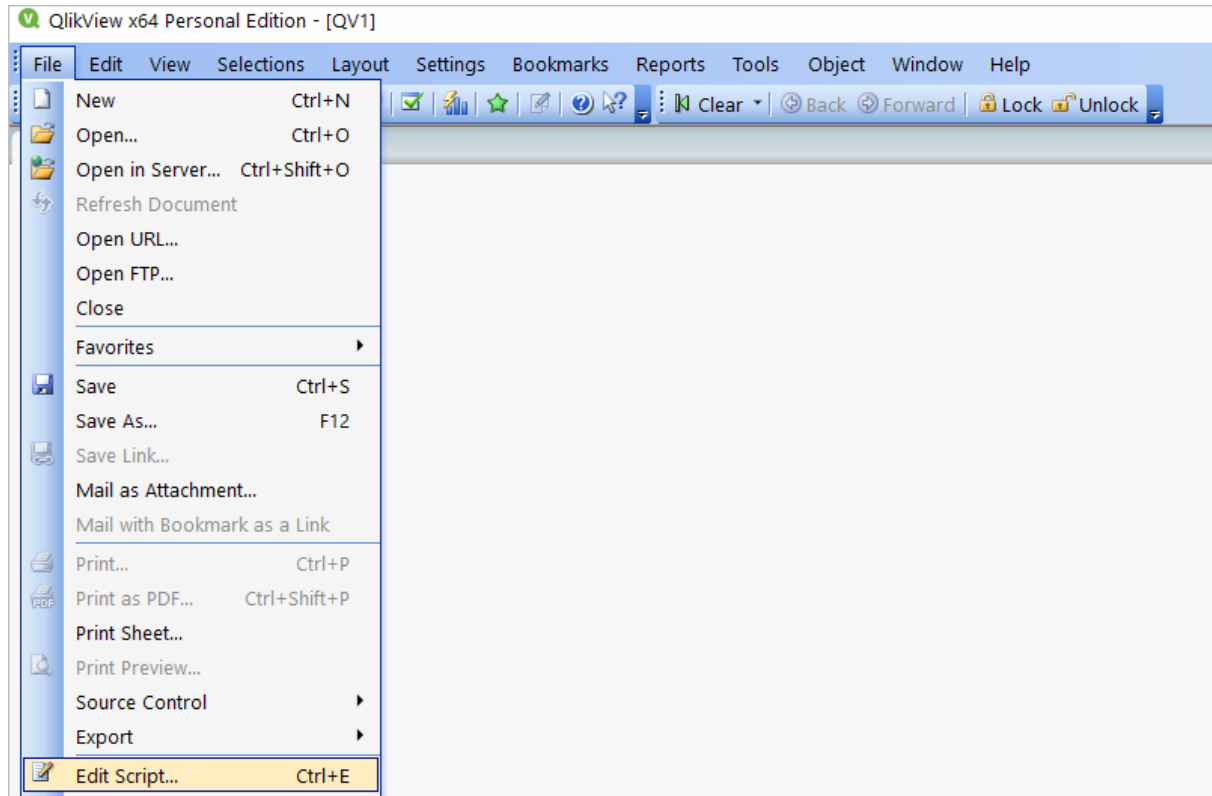 QlikView x64 Personal Edition - [QV1]
File Edit View Selections Layout Settings Bookmarks Reports Tools Object Window Help
Clear Back Forward Lock Unlock
New Ctrl+N
Open... Ctrl+O
Open in Server... Ctrl+Shift+O
Refresh Document
Open URL...
Open FTP...
Close
Favorites
Save Ctrl+S
Save As... F12
Save Link...
Mail as Attachment...
Mail with Bookmark as a Link
Print... Ctrl+P
Print as PDF... Ctrl+Shift+P
Print Sheet...
Print Preview...
Source Control
Export
Edit Script... Ctrl+E